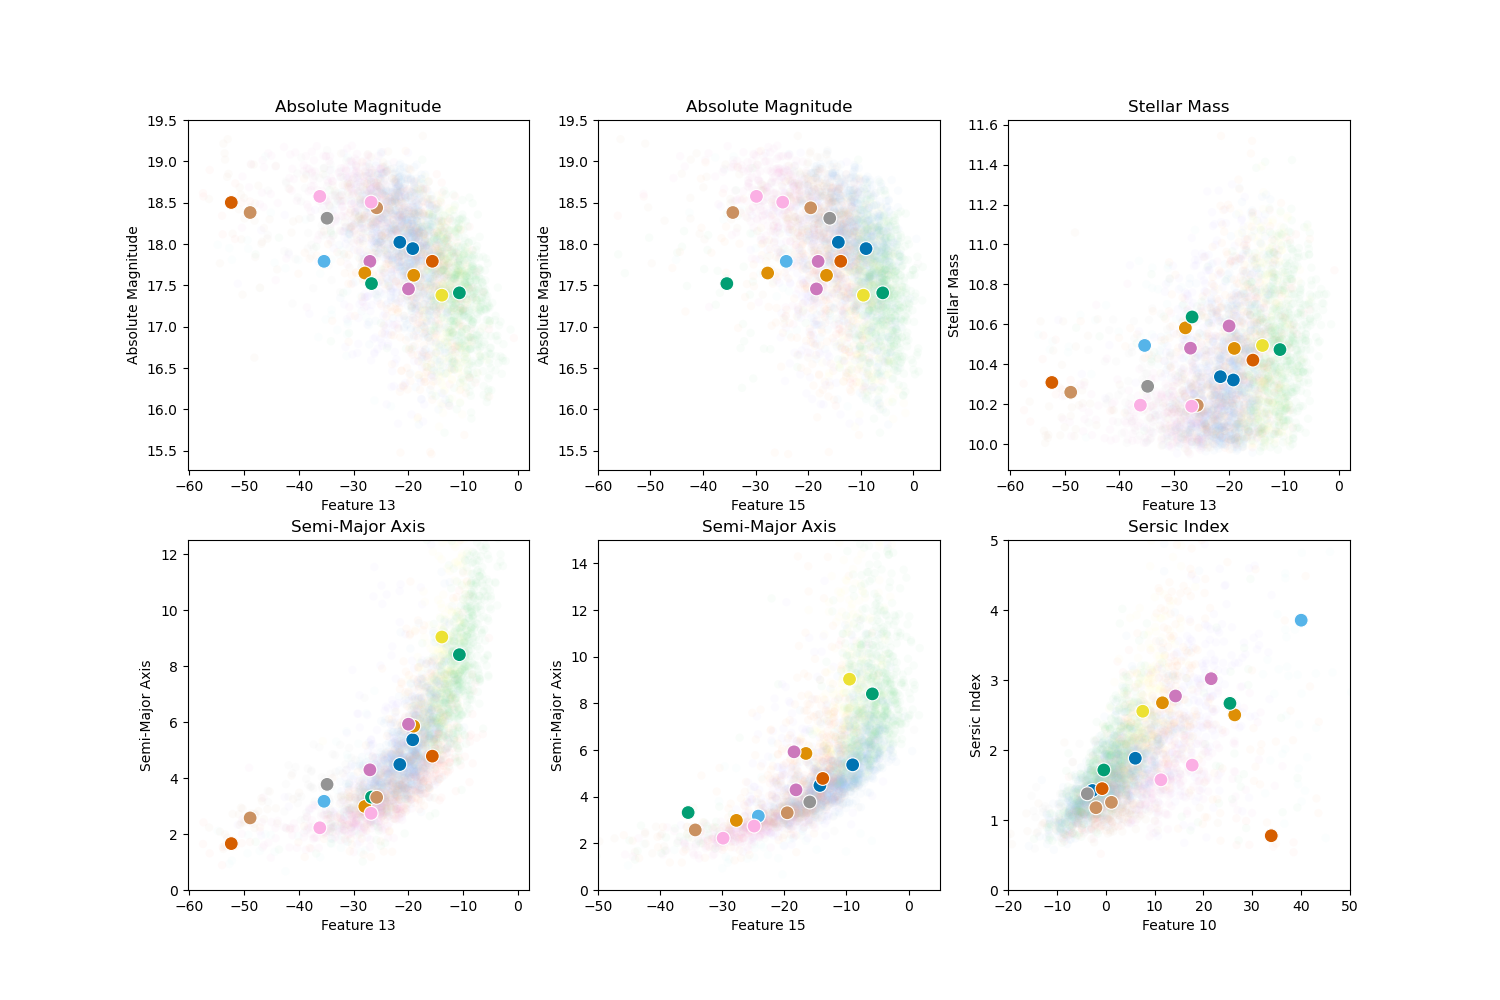 Absolute Magnitude
Absolute Magnitude
Stellar Mass
19.5
19.0
18.5
18.0
17.5
17.0
16.5
16.0
15.5
Absolute Magnitude
−60 −50 −40 −30 −20 −10 0
Feature 13
19.5
19.0
18.5
18.0
17.5
17.0
16.5
16.0
15.5
Absolute Magnitude
−60 −50 −40 −30 −20 −10 0
Feature 15
11.6
11.4
11.2
11.0
10.8
10.6
10.4
10.2
10.0
Stellar Mass
−60 −50 −40 −30 −20 −10 0
Feature 13
Semi-Major Axis
Semi-Major Axis
Sersic Index
12
10
8
6
4
2
0
Semi-Major Axis
−60 −50 −40 −30 −20 −10 0
Feature 13
14
12
10
8
6
4
2
0
Semi-Major Axis
−50 −40 −30 −20 −10 0
Feature 15
5
4
3
2
1
0
Sersic Index
−20 −10 0 10 20 30 40 50
Feature 10